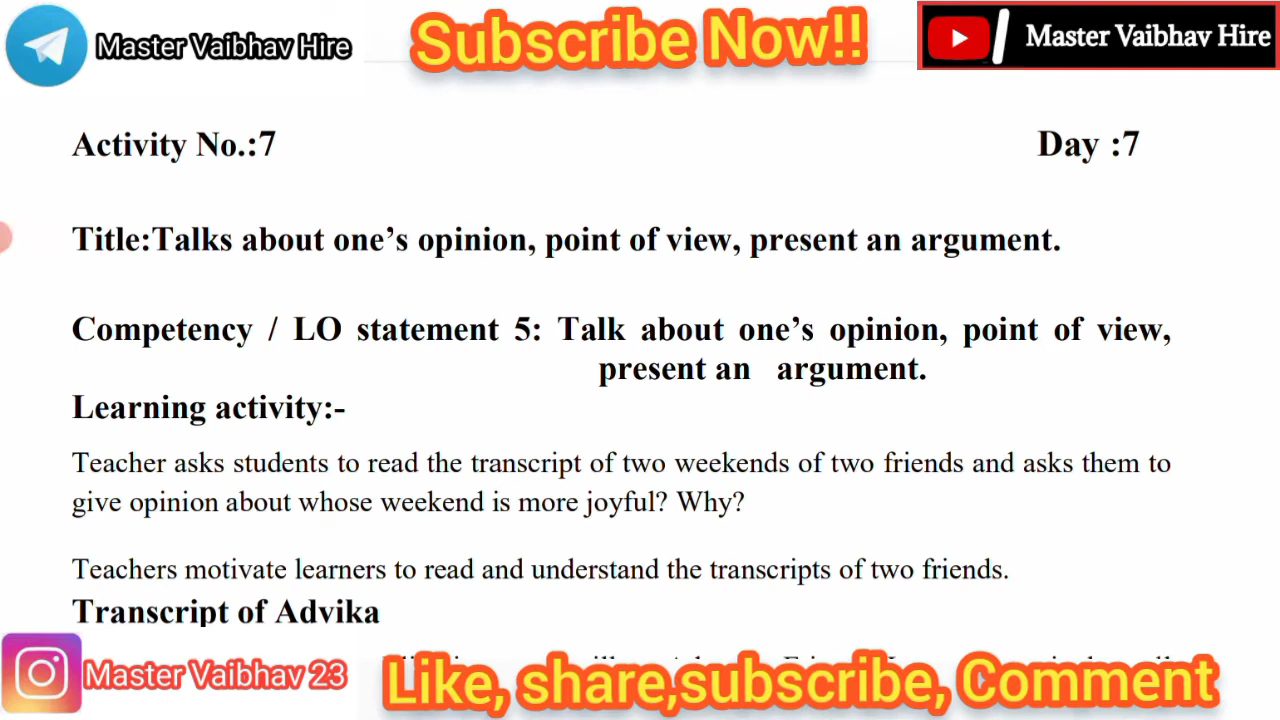 Master Vaibhav Hire
Subscribe Now!!
Master Vaibhav Hire
Activity No.:7
Day :7
Title:Talks about one’s opinion, point of view, present an argument.
Competency / LO statement 5: Talk about one’s opinion, point of view,
present an argument.
Learning activity:-
Teacher asks students to read the transcript of two weekends of two friends and asks them to
give opinion about whose weekend is more joyful? Why?
Teachers motivate learners to read and understand the transcripts of two friends.
Transcript of Advika
Master Vaibhav 23
Like, share,subscribe, Comment